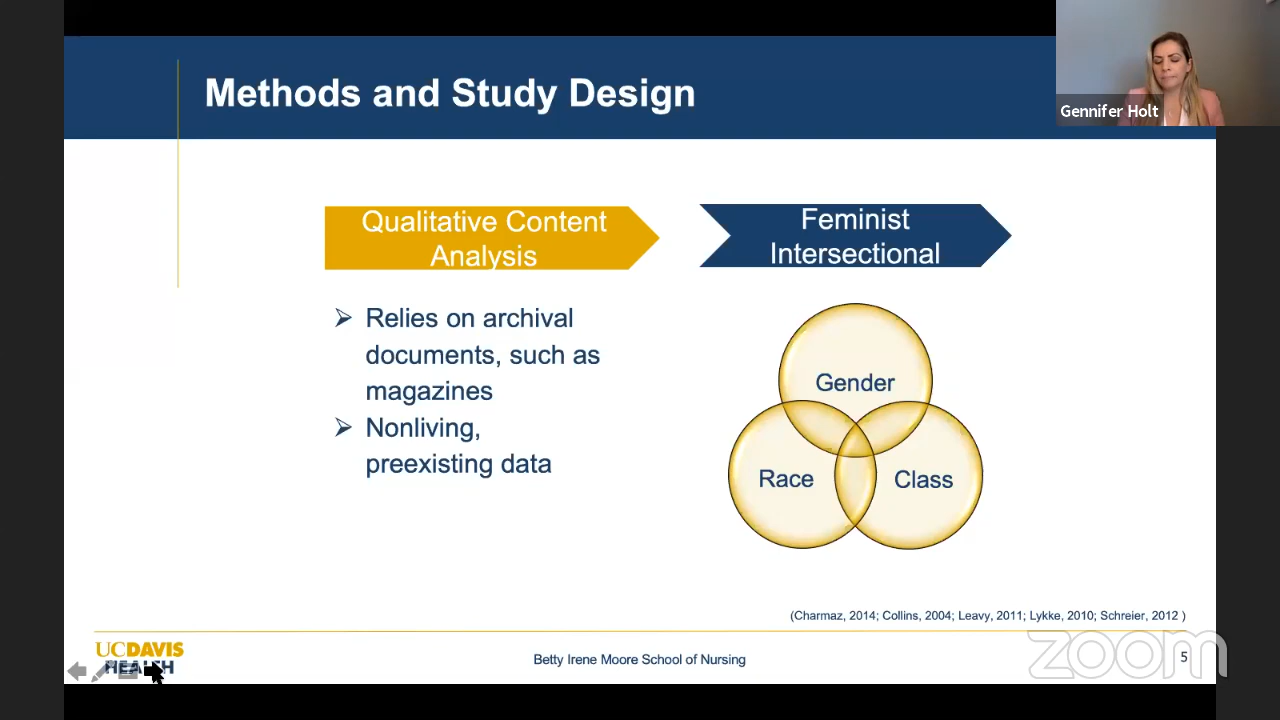 Methods and Study Design
Gennifer Holt
Qualitative Content
Analysis
Feminist
Intersectional
➢ Relies on archival
documents, such as
magazines
➢ Nonliving,
preexisting data
Gender
Race
Class
(Charmaz, 2014; Collins, 2004; Leavy, 2011; Lykke, 2010; Schreier, 2012 )
UCDAVIS
HEALTH
Betty Irene Moore School of Nursing
zoom
5